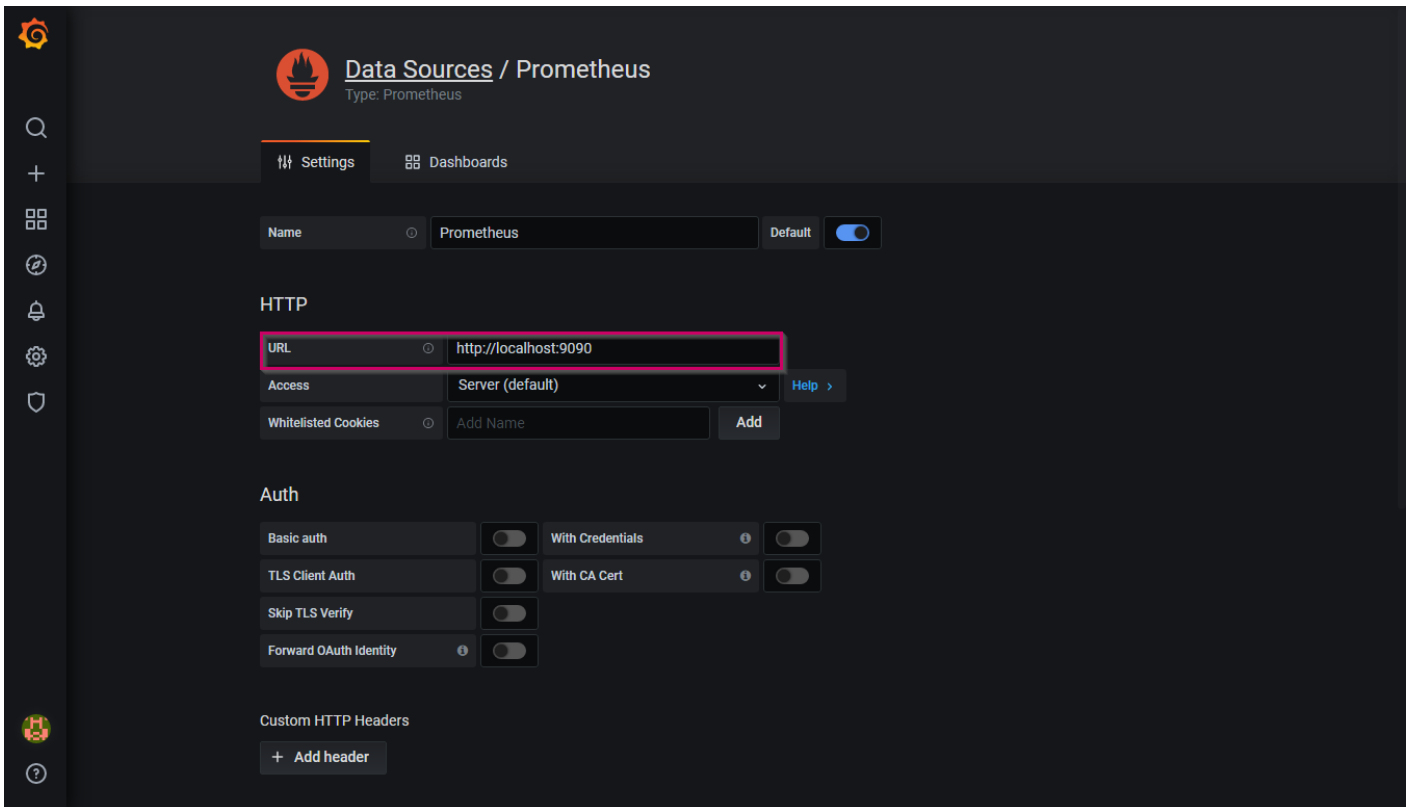 Data Sources / Prometheus
Type: Prometheus
Settings Dashboards
Name Prometheus Default
HTTP
URL http://localhost:9090
Access Server (default) Help >
Whitelisted Cookies Add Name Add
Auth
Basic auth With Credentials
TLS Client Auth With CA Cert
Skip TLS Verify
Forward OAuth Identity
Custom HTTP Headers
+ Add header